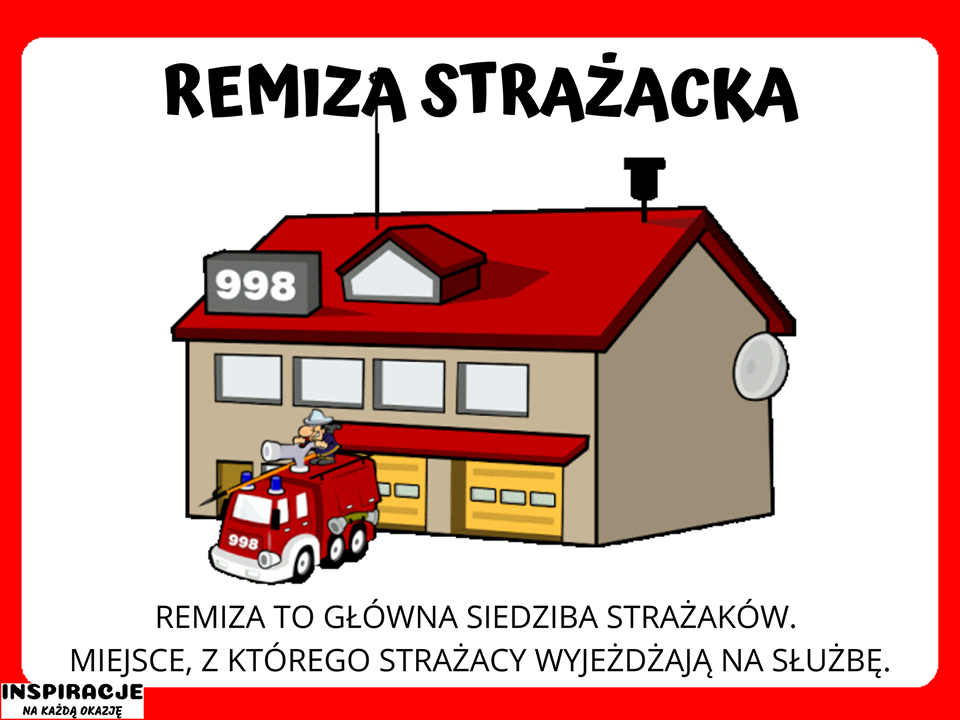 REMIZA STRAŻACKA
998
998
REMIZA TO GŁÓWNA SIEDZIBA STRAŻAKÓW.
MIEJSCE, Z KTÓREGO STRAŻACY WYJEŻDŻAJĄ NA SŁUŻBĘ.
INSPIRACJE
NA KAŻDĄ OKAZJĘ